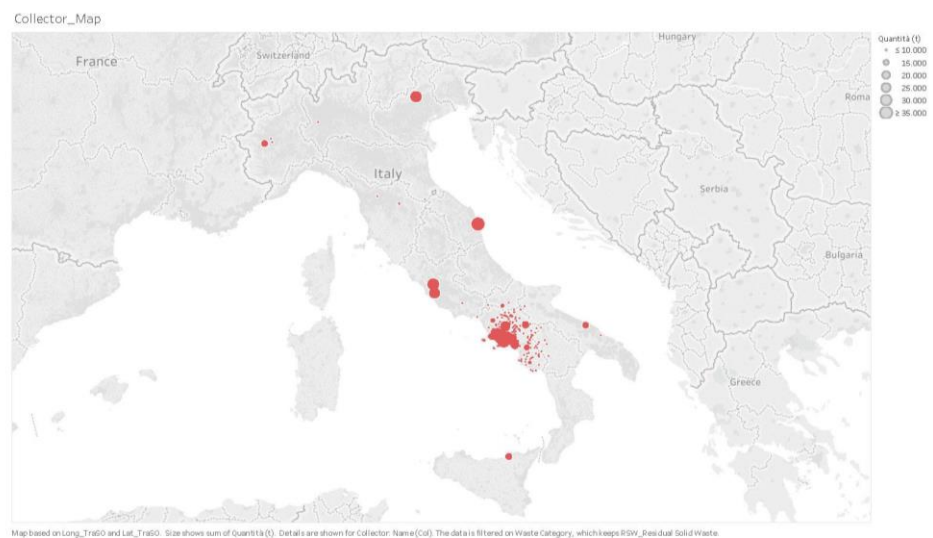 Collector_Map
Quantità (t)
≤ 10.000
15.000
20.000
25.000
30.000
≥ 35.000
France
Switzerland
Hungary
Roma
Italy
Serbia
Bulgaria
Greece
Map based on Long_TraSO and Lat_TraSO. Size shows sum of Quantità (t). Details are shown for Collector: Name (Col). The data is filtered on Waste Category, which keeps RSW_Residual Solid Waste.